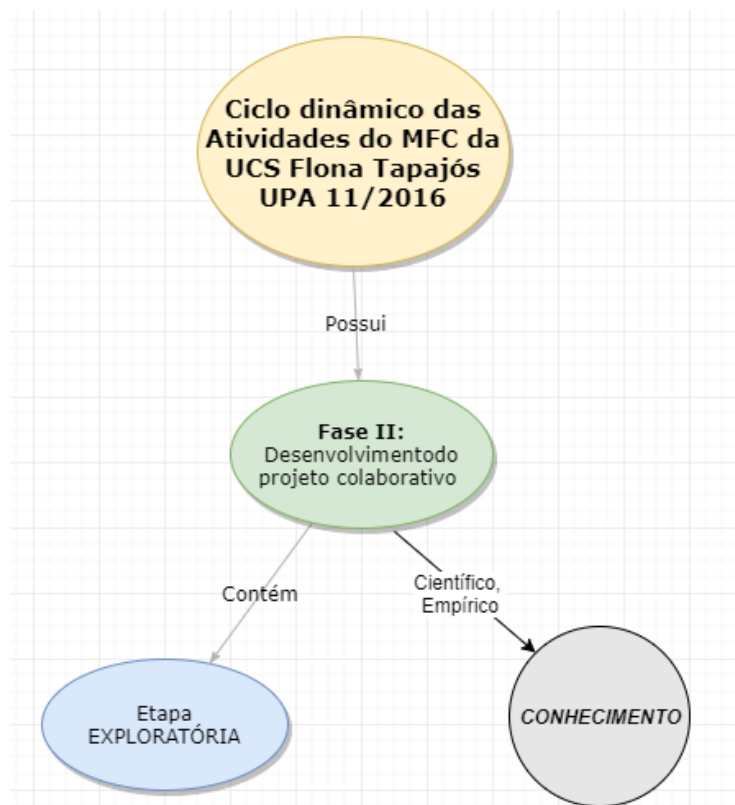 Ciclo dinâmico das
Atividades do MFC da
UCS Flona Tapajós
UPA 11/2016
Possui
Fase II:
Desenvolvimentodo
projeto colaborativo
Contém
Científico,
Empírico
Etapa
EXPLORATÓRIA
CONHECIMENTO